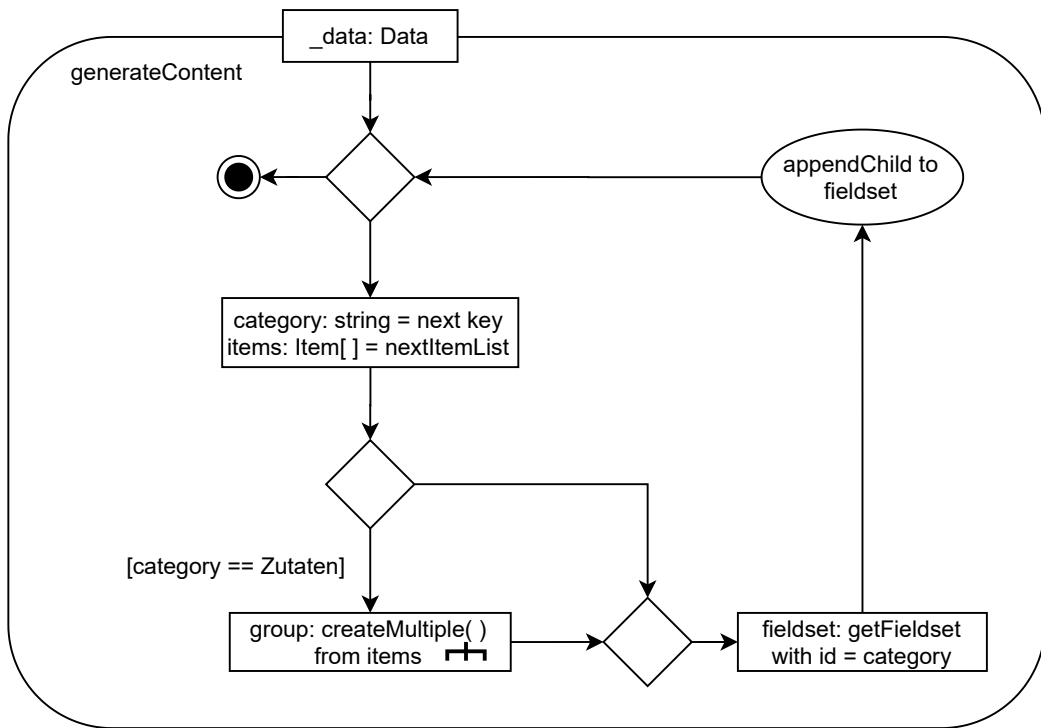 _data: Data
generateContent
appendChild to
fieldset
category: string = next key
items: Item[ ] = nextItemList
[category == Zutaten]
group: createMultiple( )
from items
fieldset: getFieldset
with id = category